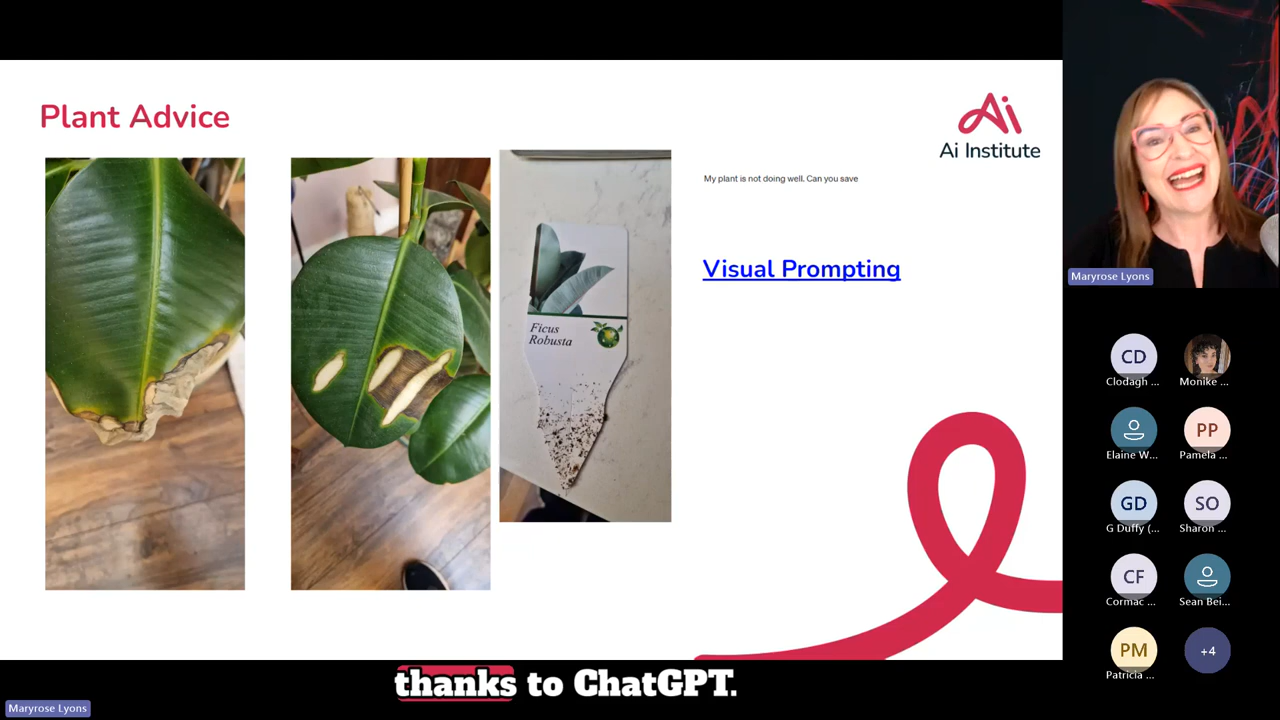 Plant Advice
Ai
Ai Institute
My plant is not doing well. Can you save
Visual Prompting
Ficus
Robusta
Maryrose Lyons
CD
Clodagh ...
Monike ...
Elaine W...
PP
Pamela ...
GD
G Duffy (...
SO
Sharon ...
CF
Cormac ...
Sean Bei...
PM
Patricia ...
+4
thanks to ChatGPT.
Maryrose Lyons